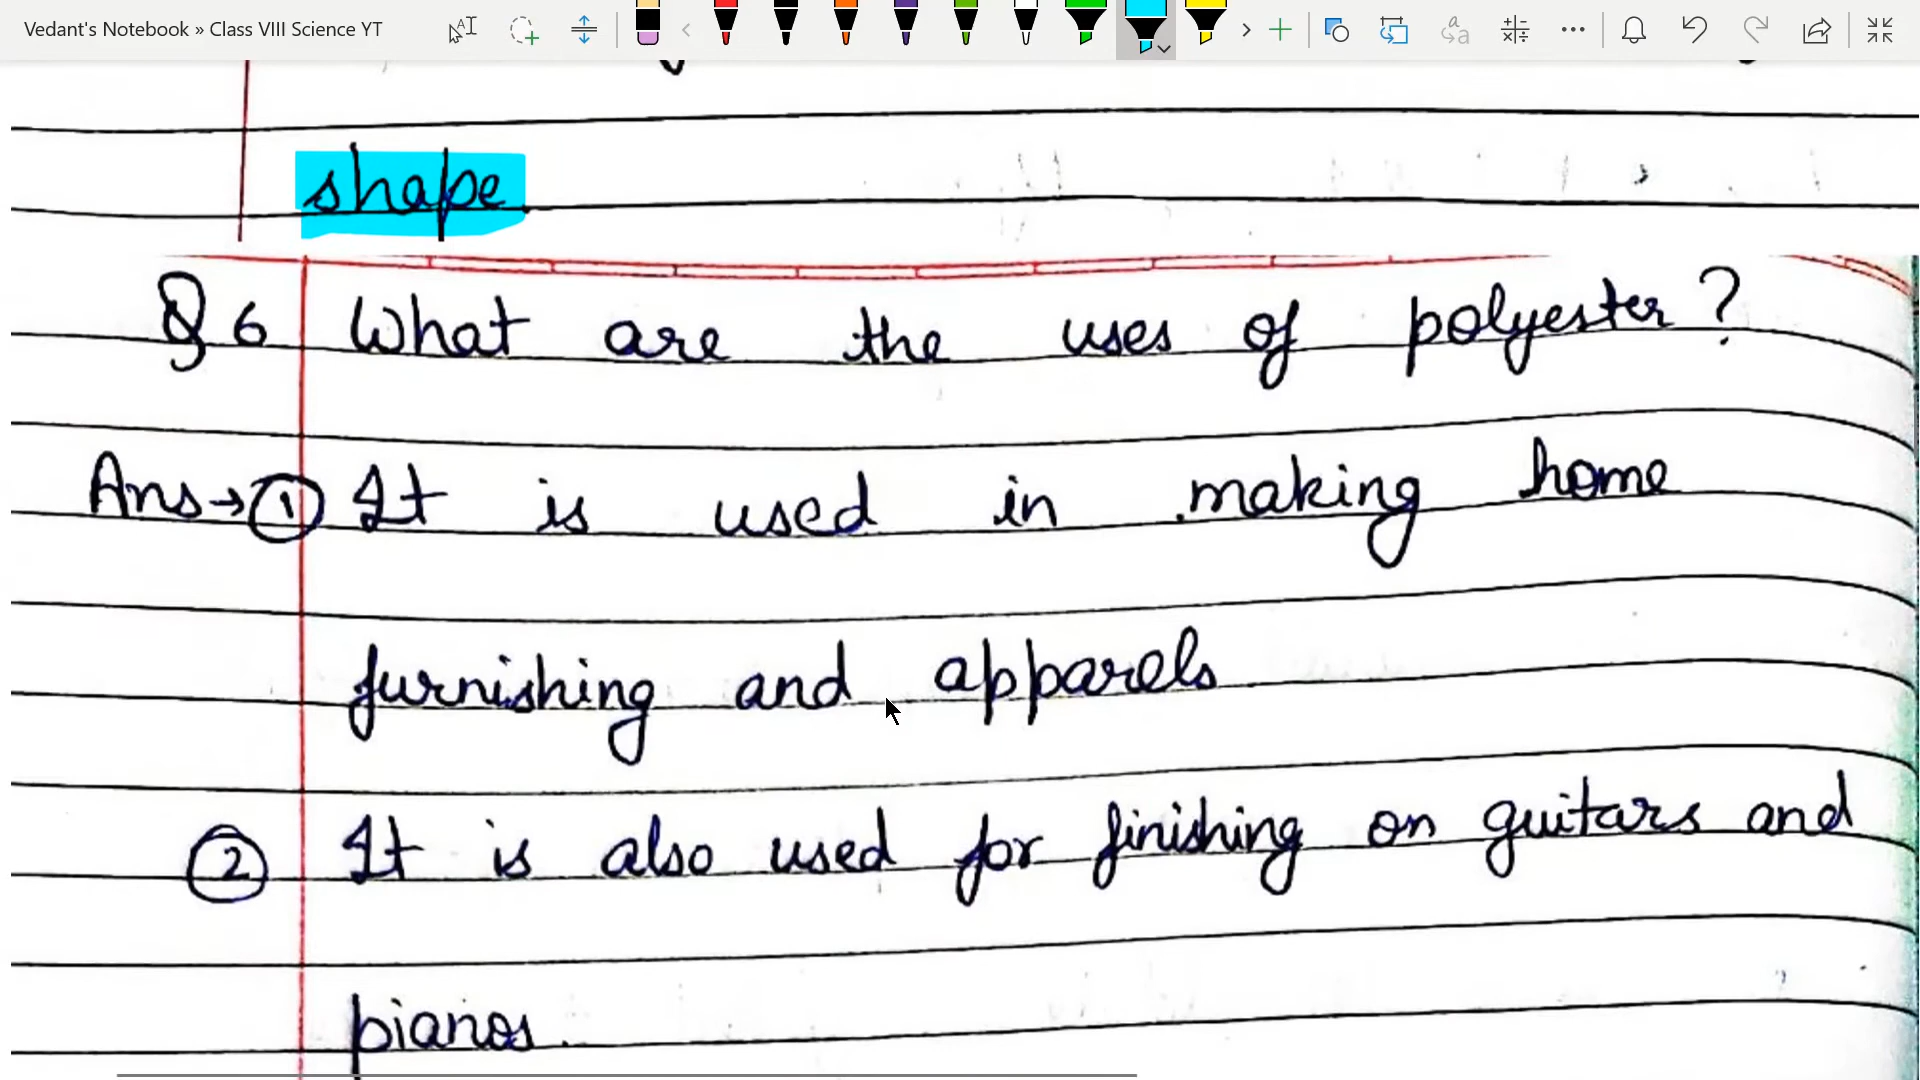 Vedant's Notebook » Class VIII Science YT
shape.
Q 6 What are the uses of polyester?
Ans → ① It is used in making home
furnishing and apparels
② It is also used for finishing on guitars and
pianos.